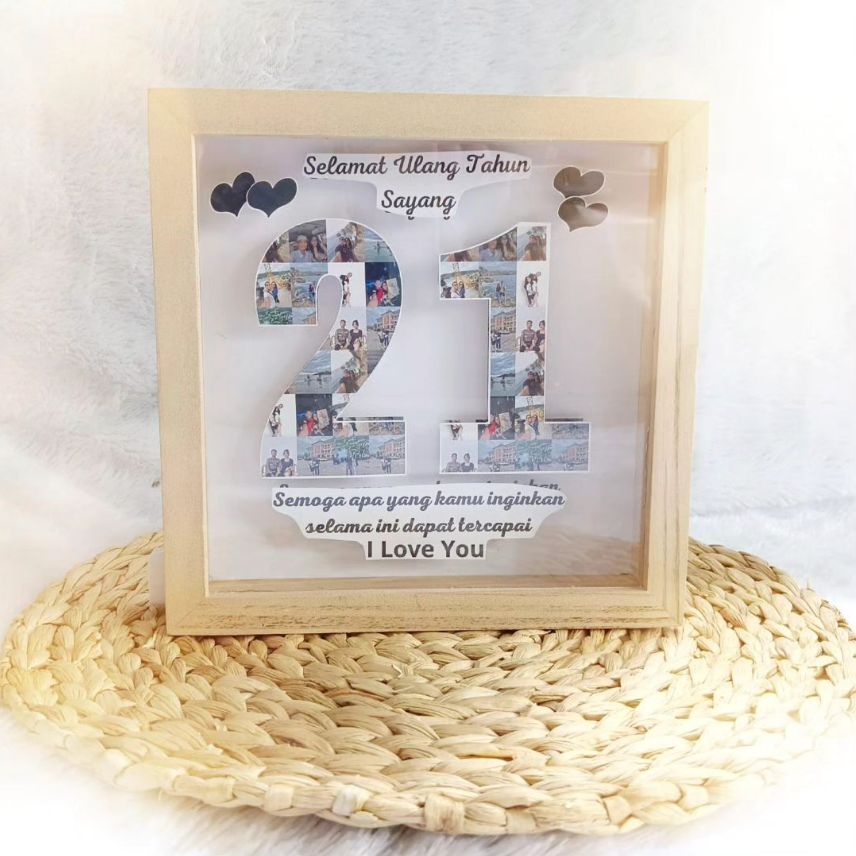 Selamat Ulang Tahun
Sayang
21
Semoga apa yang kamu inginkan
selama ini dapat tercapai
I Love You